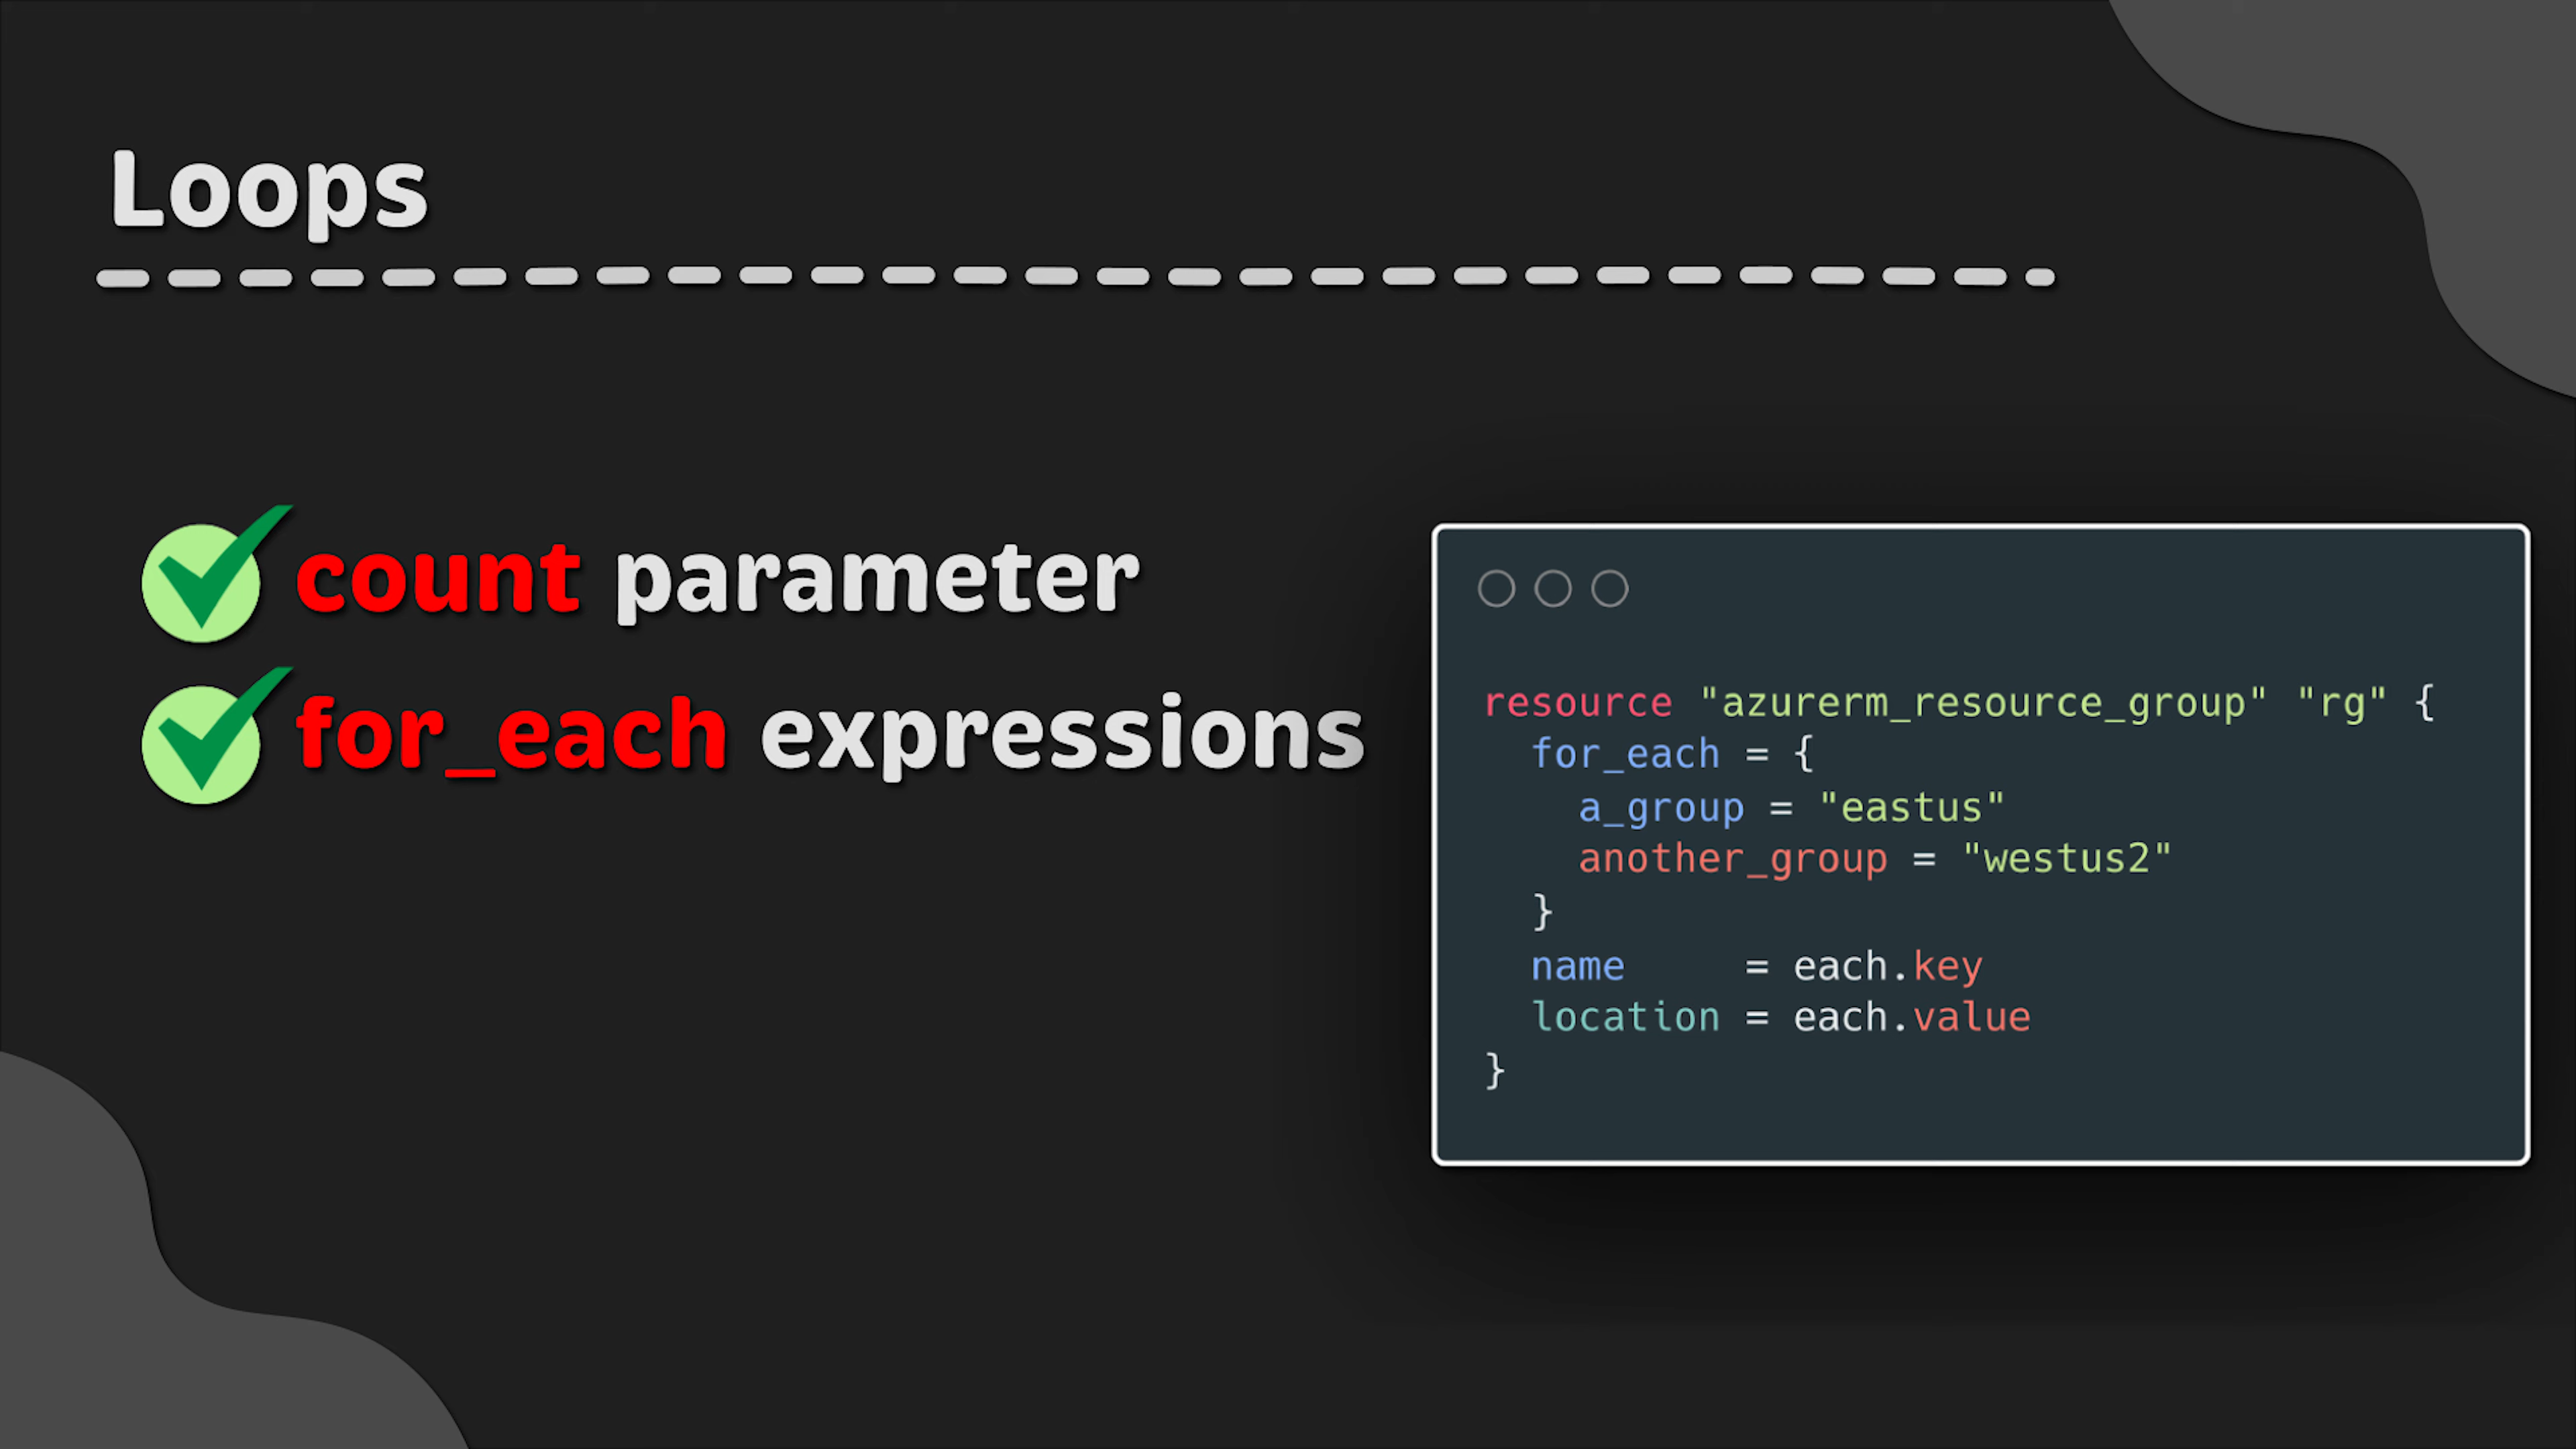 Loops
count parameter
for_each expressions
resource "azurerm_resource_group" "rg" {
  for_each = {
    a_group = "eastus"
    another_group = "westus2"
  }
  name     = each.key
  location = each.value
}